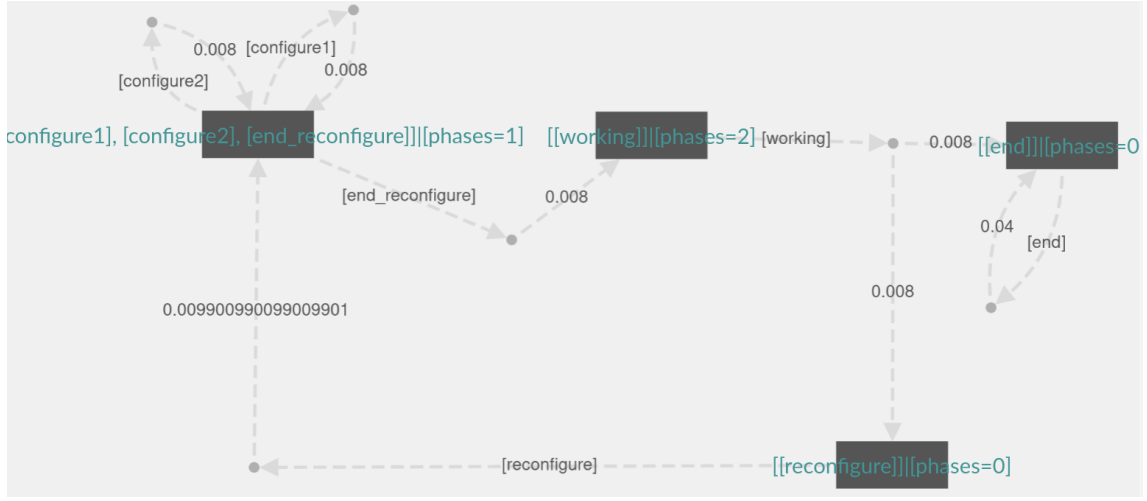 0.008
[configure1]
0.008
[configure2]
configure1], [configure2], [end_reconfigure]]|[phases=1]
[[working]]|[phases=2]
[working]
0.008
[[end]]|[phases=0
[end_reconfigure]
0.008
0.04
[end]
0.008
0.009900990099009901
[reconfigure]
[[reconfigure]]|[phases=0]